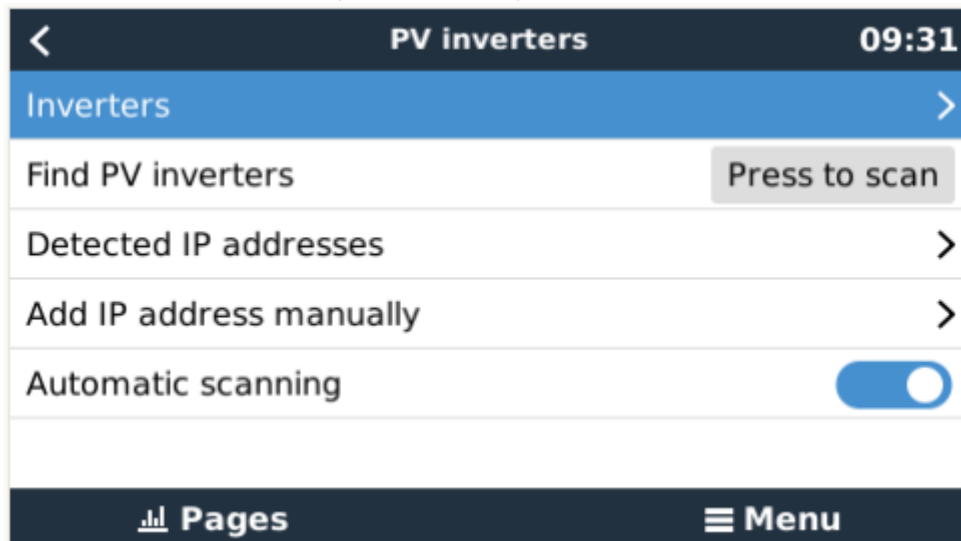 PV inverters 09:31
Inverters
Find PV inverters Press to scan
Detected IP addresses
Add IP address manually
Automatic scanning
Pages Menu